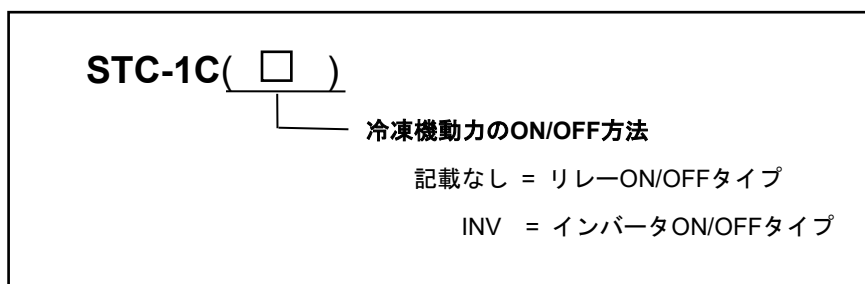 STC-1C( □ )
冷凍機動力のON/OFF方法
記載なし = リレーON/OFFタイプ
INV = インバータON/OFFタイプ